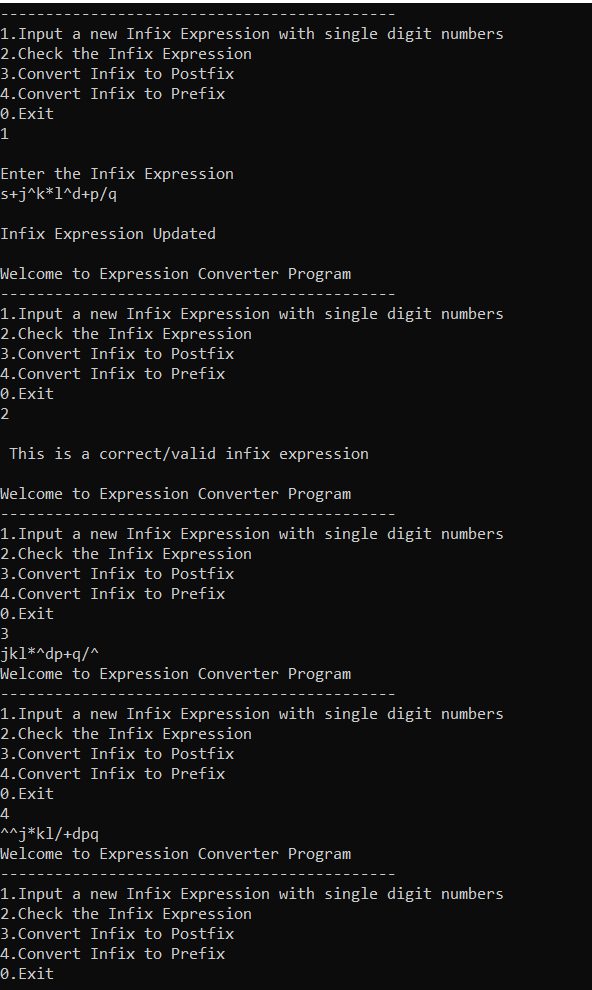 --------------------------------------------
1.Input a new Infix Expression with single digit numbers
2.Check the Infix Expression
3.Convert Infix to Postfix
4.Convert Infix to Prefix
0.Exit
1
Enter the Infix Expression
s+j^k*l^d+p/q
Infix Expression Updated
Welcome to Expression Converter Program
--------------------------------------------
1.Input a new Infix Expression with single digit numbers
2.Check the Infix Expression
3.Convert Infix to Postfix
4.Convert Infix to Prefix
0.Exit
2
This is a correct/valid infix expression
Welcome to Expression Converter Program
--------------------------------------------
1.Input a new Infix Expression with single digit numbers
2.Check the Infix Expression
3.Convert Infix to Postfix
4.Convert Infix to Prefix
0.Exit
3
jkl*^dp+q/^
Welcome to Expression Converter Program
--------------------------------------------
1.Input a new Infix Expression with single digit numbers
2.Check the Infix Expression
3.Convert Infix to Postfix
4.Convert Infix to Prefix
0.Exit
4
^^j*kl/+dpq
Welcome to Expression Converter Program
--------------------------------------------
1.Input a new Infix Expression with single digit numbers
2.Check the Infix Expression
3.Convert Infix to Postfix
4.Convert Infix to Prefix
0.Exit